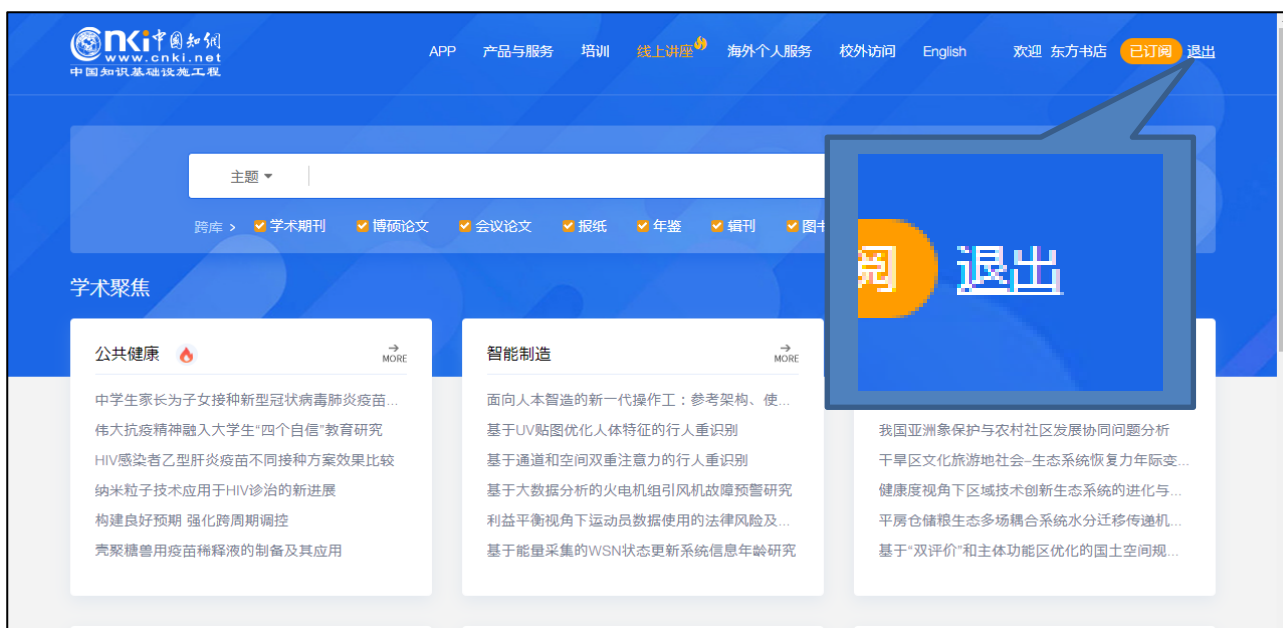 cnki中国知网
www.cnki.net
中国知识基础设施工程
APP 产品与服务 培训 线上讲座 海外个人服务 校外访问 English 欢迎 东方书店 已订阅 退出
主题
跨库 > 学术期刊 博硕论文 会议论文 报纸 年鉴 辑刊 图书
阅 退出
学术聚焦
公共健康 MORE
中学生家长为子女接种新型冠状病毒肺炎疫苗...
伟大抗疫精神融入大学生“四个自信”教育研究
HIV感染者乙型肝炎疫苗不同接种方案效果比较
纳米粒子技术应用于HIV诊治的新进展
构建良好预期 强化跨周期调控
壳聚糖兽用疫苗稀释液的制备及其应用
智能制造 MORE
面向人本智造的新一代操作工：参考架构、使...
基于UV贴图优化人体特征的行人重识别
基于通道和空间双重注意力的行人重识别
基于大数据分析的火电机组引风机故障预警研究
利益平衡视角下运动员数据使用的法律风险及...
基于能量采集的WSN状态更新系统信息年龄研究
我国亚洲象保护与农村社区发展协同问题分析
干旱区文化旅游地社会–生态系统恢复力年际变...
健康度视角下区域技术创新生态系统的进化与...
平房仓储粮生态多场耦合系统水分迁移传递机...
基于“双评价”和主体功能区优化的国土空间规...